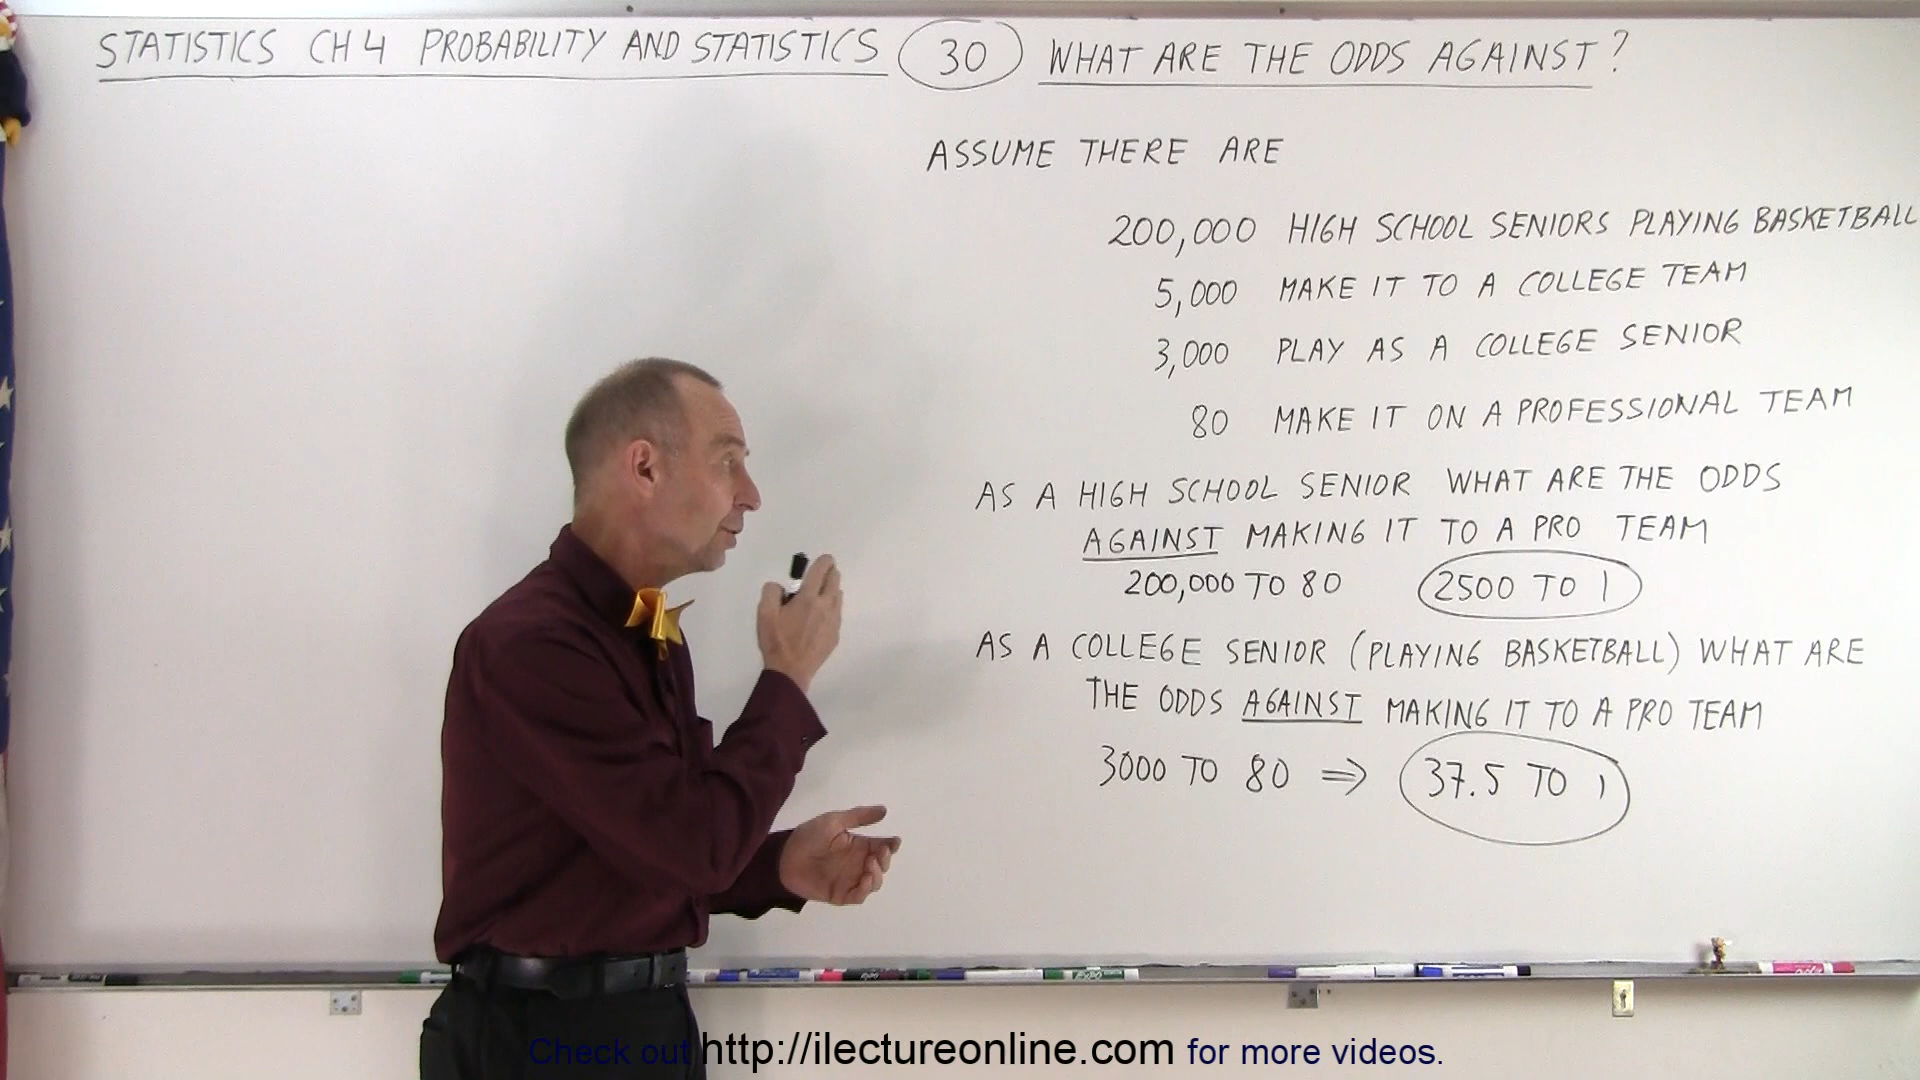 STATISTICS CH 4 PROBABILITY AND STATISTICS 30 WHAT ARE THE ODDS AGAINST?
ASSUME THERE ARE
200,000 HIGH SCHOOL SENIORS PLAYING BASKETBALL
5,000 MAKE IT TO A COLLEGE TEAM
3,000 PLAY AS A COLLEGE SENIOR
80 MAKE IT ON A PROFESSIONAL TEAM
AS A HIGH SCHOOL SENIOR WHAT ARE THE ODDS
AGAINST MAKING IT TO A PRO TEAM
200,000 TO 80 2500 TO 1
AS A COLLEGE SENIOR (PLAYING BASKETBALL) WHAT ARE
THE ODDS AGAINST MAKING IT TO A PRO TEAM
3000 TO 80 ⇒ 37.5 TO 1
Check out http://ilectureonline.com for more videos.